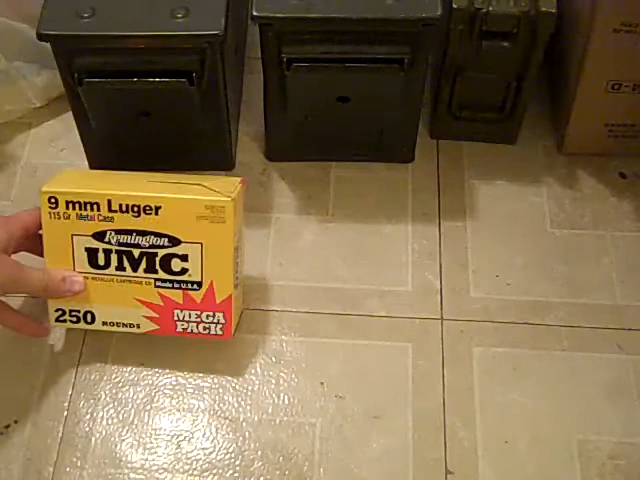 9 mm Luger
115 Gr. Metal Case
Remington
UMC
Made in U.S.A.
250 ROUNDS
MEGA
PACK